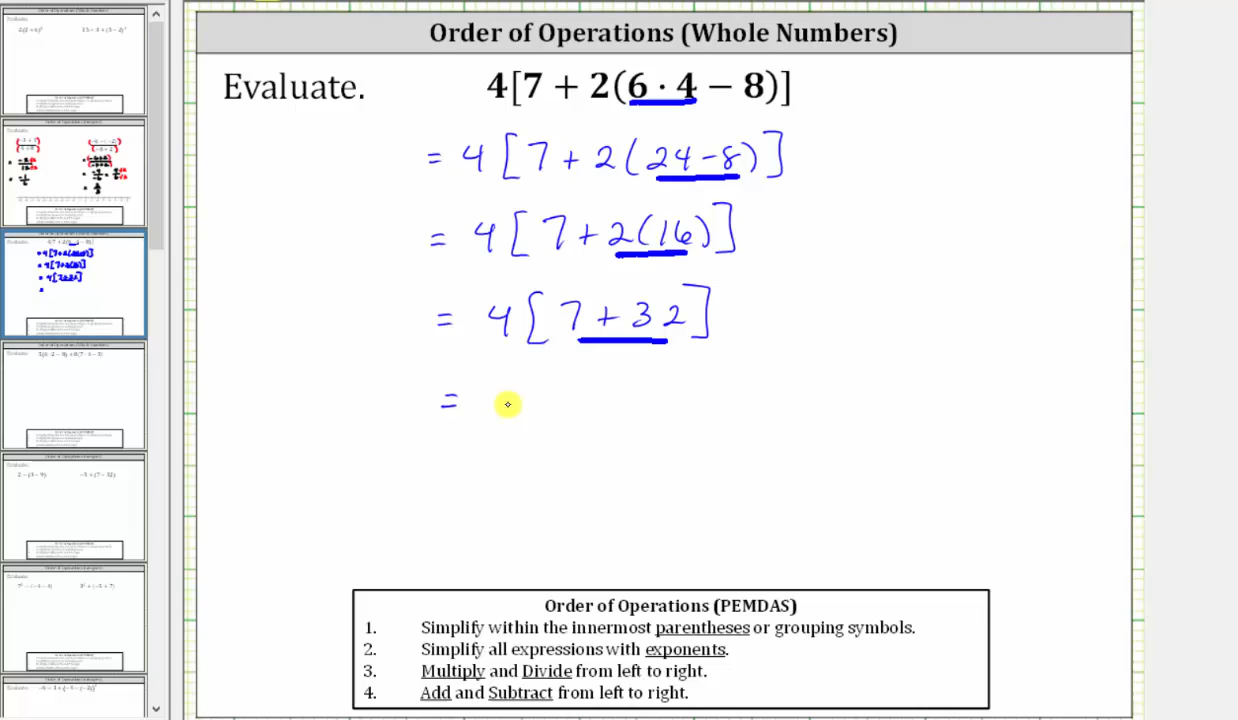 Order of Operations (Whole Numbers)
Evaluate. 4[7 + 2(6 · 4 − 8)]
= 4[7+2(24-8)]
= 4[7+2(16)]
= 4[7+32]
=
Order of Operations (PEMDAS)
1. Simplify within the innermost parentheses or grouping symbols.
2. Simplify all expressions with exponents.
3. Multiply and Divide from left to right.
4. Add and Subtract from left to right.